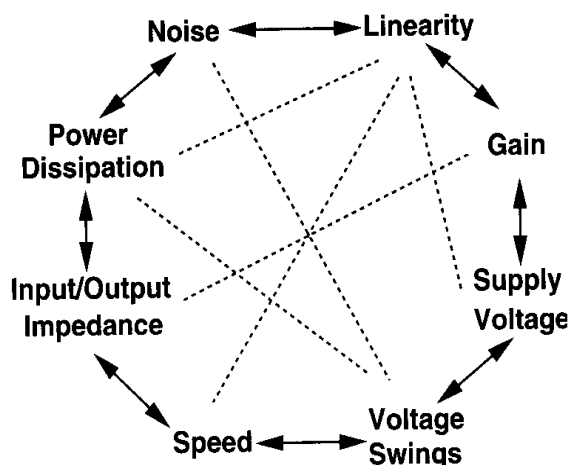 Noise
Linearity
Power
Dissipation
Gain
Input/Output
Impedance
Supply
Voltage
Speed
Voltage
Swings